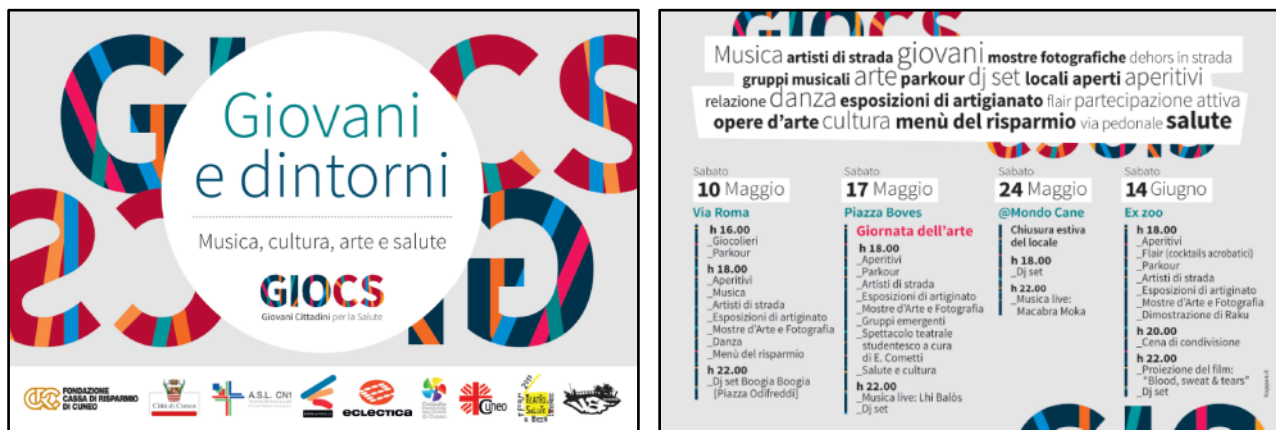 GIOCS
Giovani
e dintorni
Musica, cultura, arte e salute
GIOCS
Giovani Cittadini per la Salute
FONDAZIONE
CASSA DI RISPARMIO
DI CUNEO
Città di Cuneo
A.S.L. CN1
eclectica
Cuneo
GIOCS
Musica artisti di strada giovani mostre fotografiche dehors in strada
gruppi musicali arte parkour dj set locali aperti aperitivi
relazione danza esposizioni di artigianato flair partecipazione attiva
opere d'arte cultura menù del risparmio via pedonale salute
Sabato
10 Maggio
Via Roma
h 16.00
_Giocolieri
_Parkour
h 18.00
_Aperitivi
_Musica
_Artisti di strada
_Esposizioni di artiginato
_Mostre d'Arte e Fotografia
_Danza
_Menù del risparmio
h 22.00
_Dj set Boogia Boogia
[Piazza Odifreddi]
Sabato
17 Maggio
Piazza Boves
Giornata dell'arte
h 18.00
_Aperitivi
_Parkour
_Artisti di strada
_Esposizioni di artiginato
_Mostre d'Arte e Fotografia
_Gruppi emergenti
_Spettacolo teatrale
studentesco a cura
di E. Cometti
_Salute e cultura
h 22.00
_Musica live: Lhi Balòs
_Dj set
Sabato
24 Maggio
@Mondo Cane
Chiusura estiva
del locale
h 18.00
_Dj set
h 22.00
_Musica live:
Macabra Moka
Sabato
14 Giugno
Ex zoo
h 18.00
_Aperitivi
_Flair (cocktails acrobatici)
_Parkour
_Artisti di strada
_Esposizioni di artiginato
_Mostre d'Arte e Fotografia
_Dimostrazione di Raku
h 20.00
_Cena di condivisione
h 22.00
_Proiezione del film:
"Blood, sweat & tears"
_Dj set